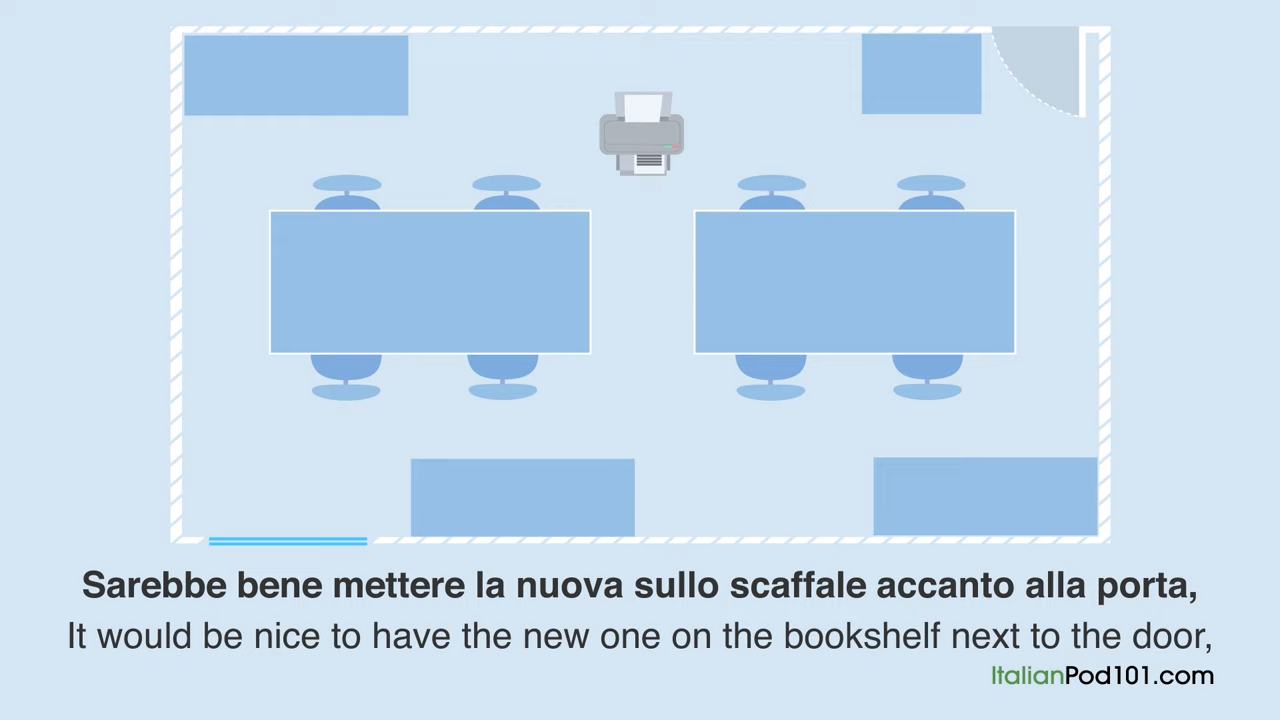 Sarebbe bene mettere la nuova sullo scaffale accanto alla porta,
It would be nice to have the new one on the bookshelf next to the door,
ItalianPod101.com